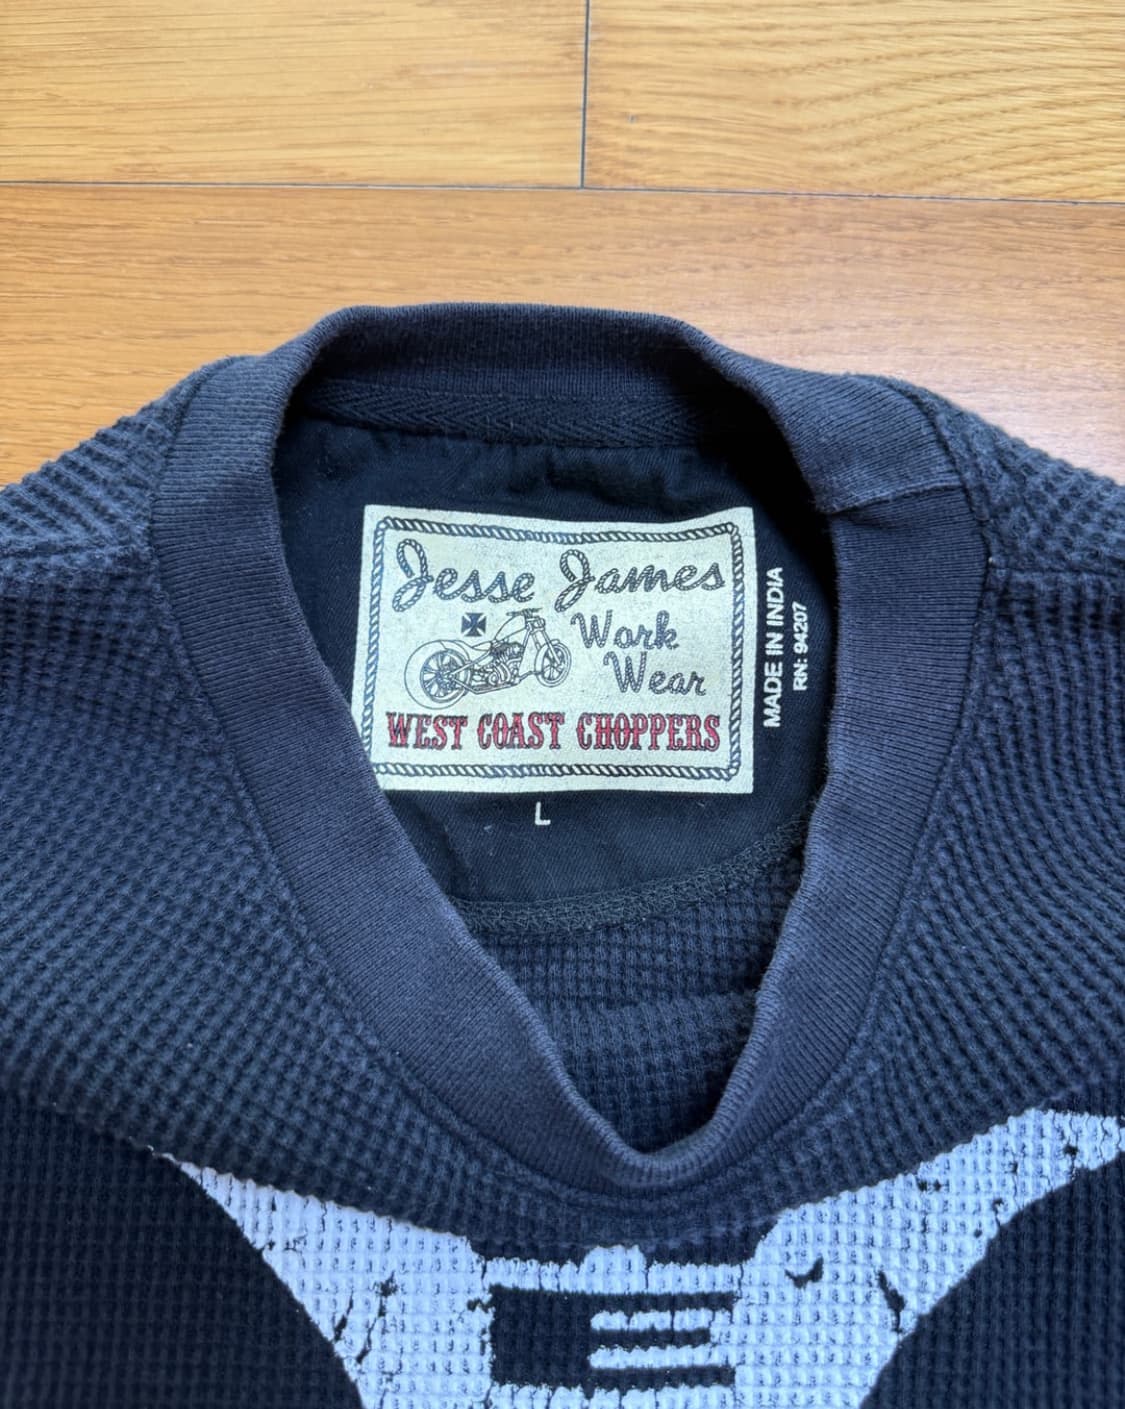 Jesse James
Work
Wear
WEST COAST CHOPPERS
MADE IN INDIA
RN: 94207
L